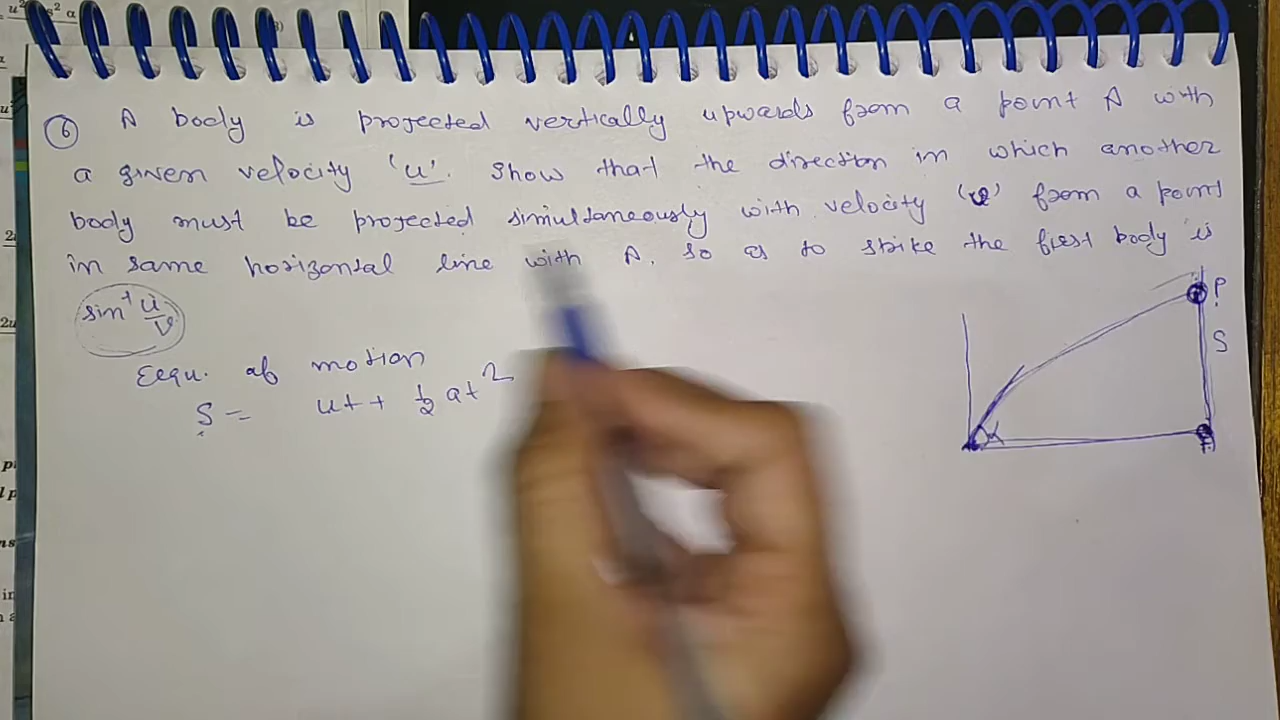 6 A body is projected vertically upwards from a point A with
a given velocity 'u'. Show that the direction in which another
body must be projected simultaneously with velocity 'v' from a point
in same horizontal line with A. so as to strike the first body is
sin⁻¹ u/v
Equ. of motion
S = ut + 1/2 at²
P
S
α